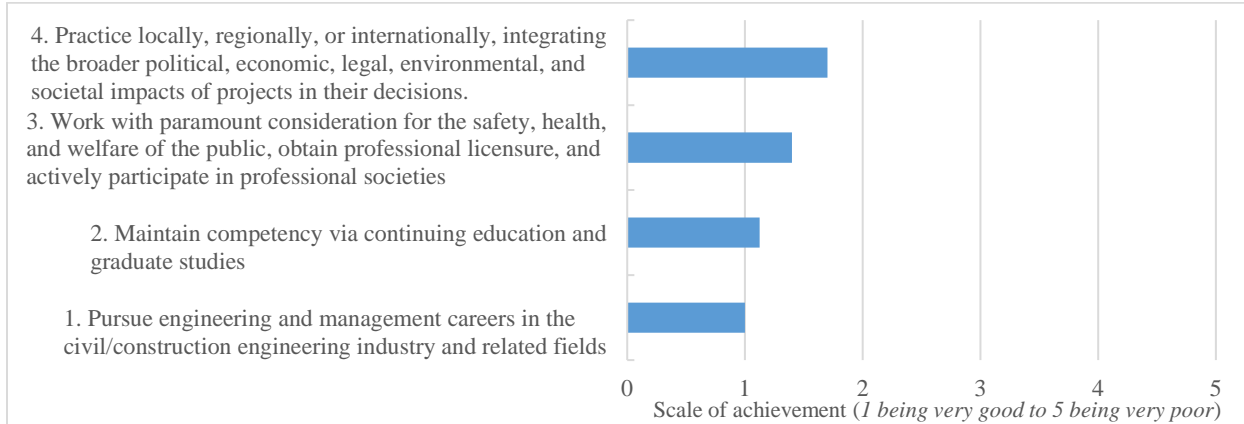 4. Practice locally, regionally, or internationally, integrating
the broader political, economic, legal, environmental, and
societal impacts of projects in their decisions.
3. Work with paramount consideration for the safety, health,
and welfare of the public, obtain professional licensure, and
actively participate in professional societies
2. Maintain competency via continuing education and
graduate studies
1. Pursue engineering and management careers in the
civil/construction engineering industry and related fields
0 1 2 3 4 5
Scale of achievement (1 being very good to 5 being very poor)